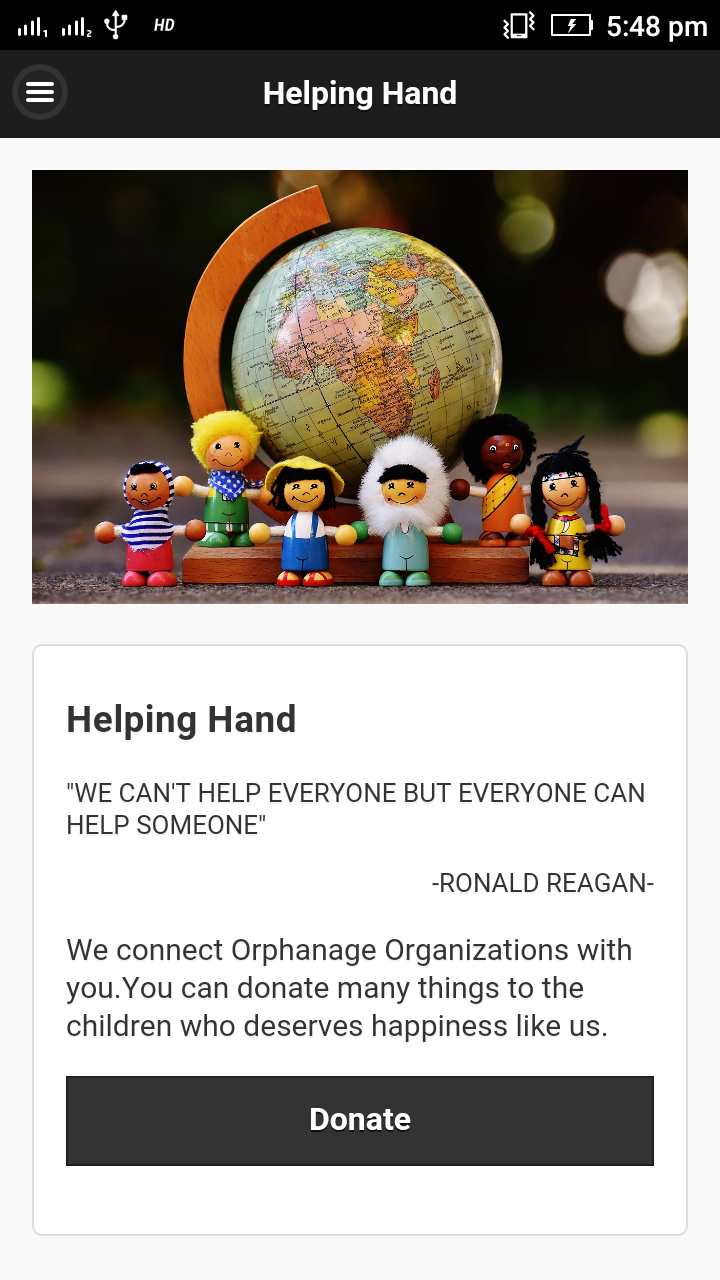 HD 5:48 pm
Helping Hand
Helping Hand
"WE CAN'T HELP EVERYONE BUT EVERYONE CAN
HELP SOMEONE"
-RONALD REAGAN-
We connect Orphanage Organizations with
you.You can donate many things to the
children who deserves happiness like us.
Donate